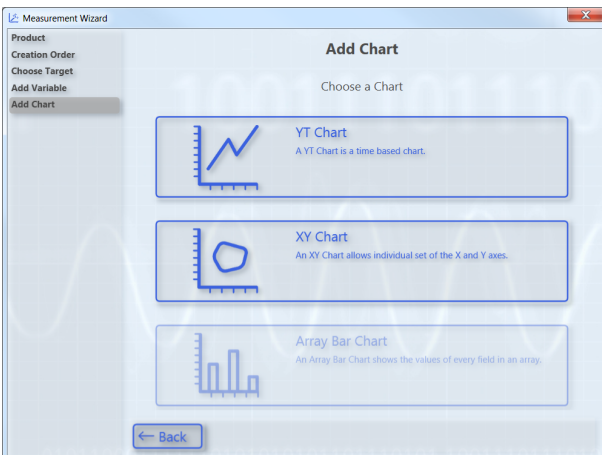 Measurement Wizard
Product
Creation Order
Choose Target
Add Variable
Add Chart
Add Chart
Choose a Chart
YT Chart
A YT Chart is a time based chart.
XY Chart
An XY Chart allows individual set of the X and Y axes.
Array Bar Chart
An Array Bar Chart shows the values of every field in an array.
Back